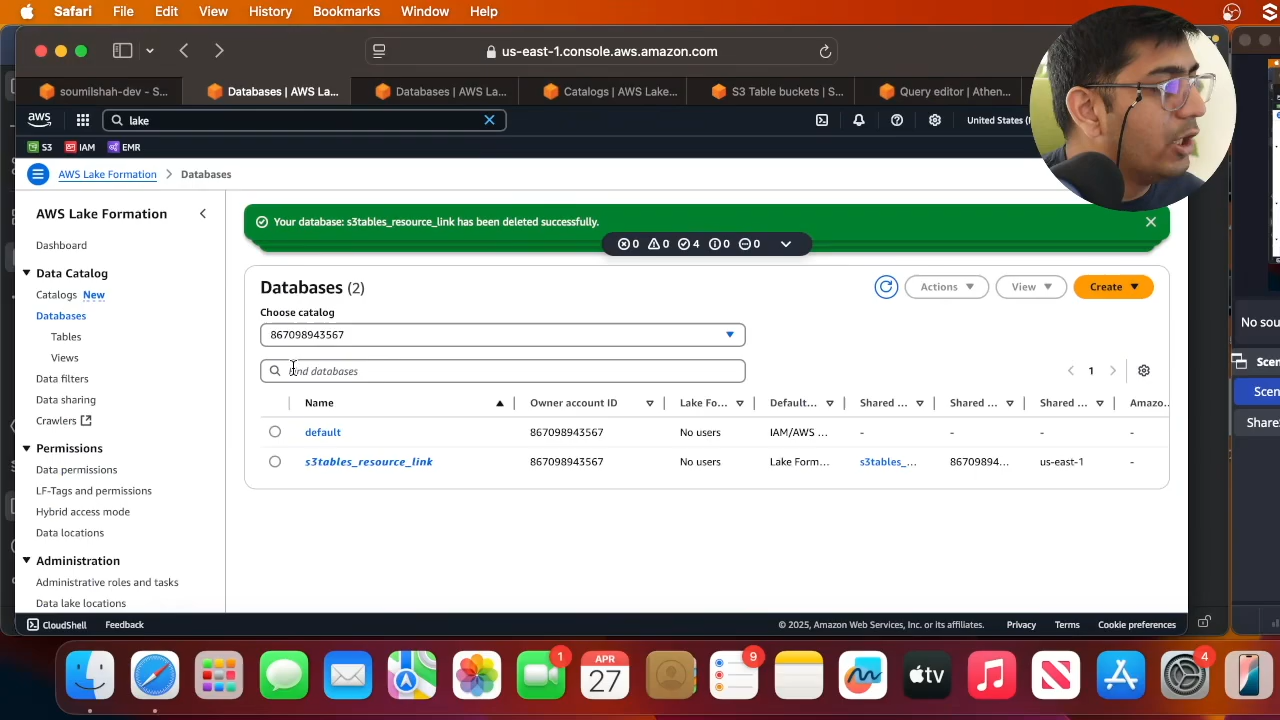 Safari File Edit View History Bookmarks Window Help
us-east-1.console.aws.amazon.com
soumilshah-dev - S... Databases | AWS La... Databases | AWS La... Catalogs | AWS Lake... S3 Table buckets | S... Query editor | Athen...
aws lake United States (
S3 IAM EMR
AWS Lake Formation > Databases
AWS Lake Formation
Dashboard
Data Catalog
Catalogs New
Databases
Tables
Views
Data filters
Data sharing
Crawlers
Permissions
Data permissions
LF-Tags and permissions
Hybrid access mode
Data locations
Administration
Administrative roles and tasks
Data lake locations
Your database: s3tables_resource_link has been deleted successfully.
0 0 4 0 0
Databases (2)
Actions View Create
Choose catalog
867098943567
Find databases
1
Name Owner account ID Lake Fo... Default... Shared ... Shared ... Shared ... Amazo...
default 867098943567 No users IAM/AWS ... - - - -
s3tables_resource_link 867098943567 No users Lake Form... s3tables_... 86709894... us-east-1 -
CloudShell Feedback © 2025, Amazon Web Services, Inc. or its affiliates. Privacy Terms Cookie preferences
No sou
Scen
Scen
Share
1 APR 27 9 tv 4